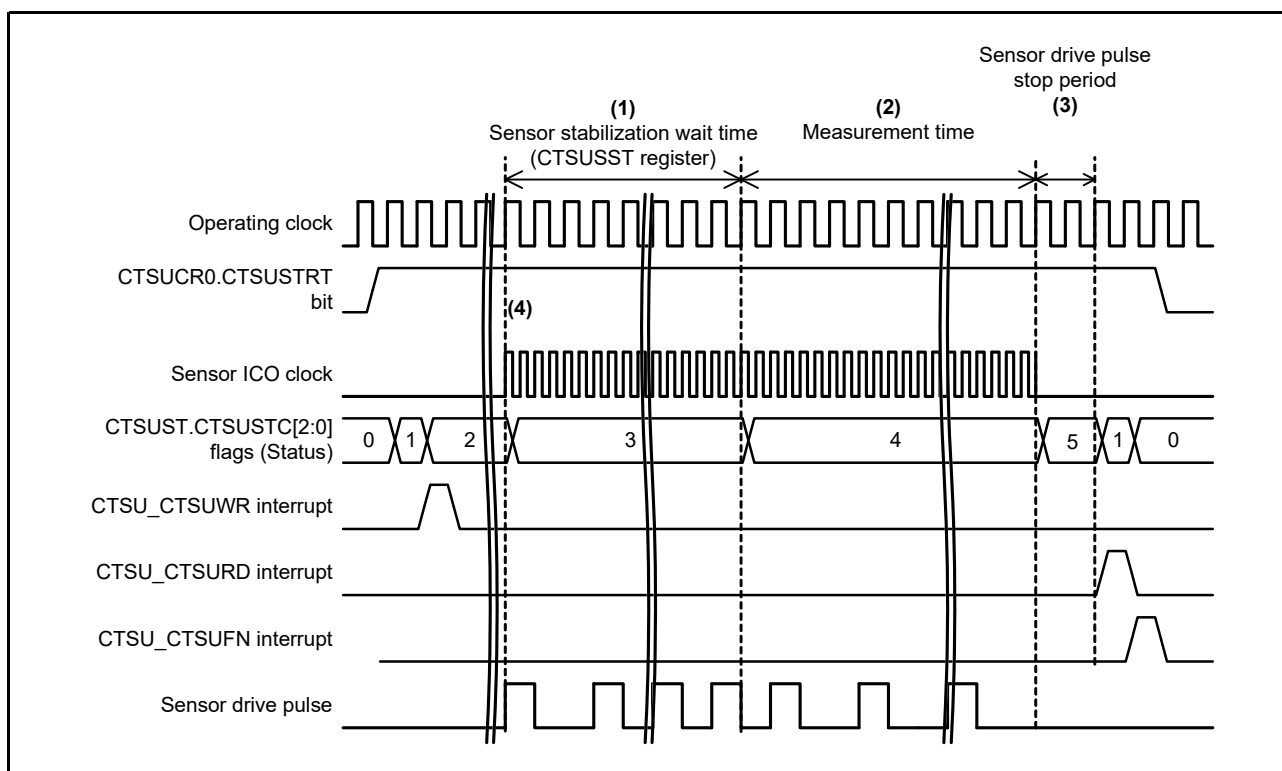 Sensor drive pulse
stop period
(1)
(2)
(3)
Sensor stabilization wait time
(CTSUSST register)
Measurement time
Operating clock
CTSUCR0.CTSUSTRT
bit
(4)
Sensor ICO clock
CTSUST.CTSUSTC[2:0]
flags (Status)
0 1 2 3 4 5 1 0
CTSU_CTSUWR interrupt
CTSU_CTSURD interrupt
CTSU_CTSUFN interrupt
Sensor drive pulse